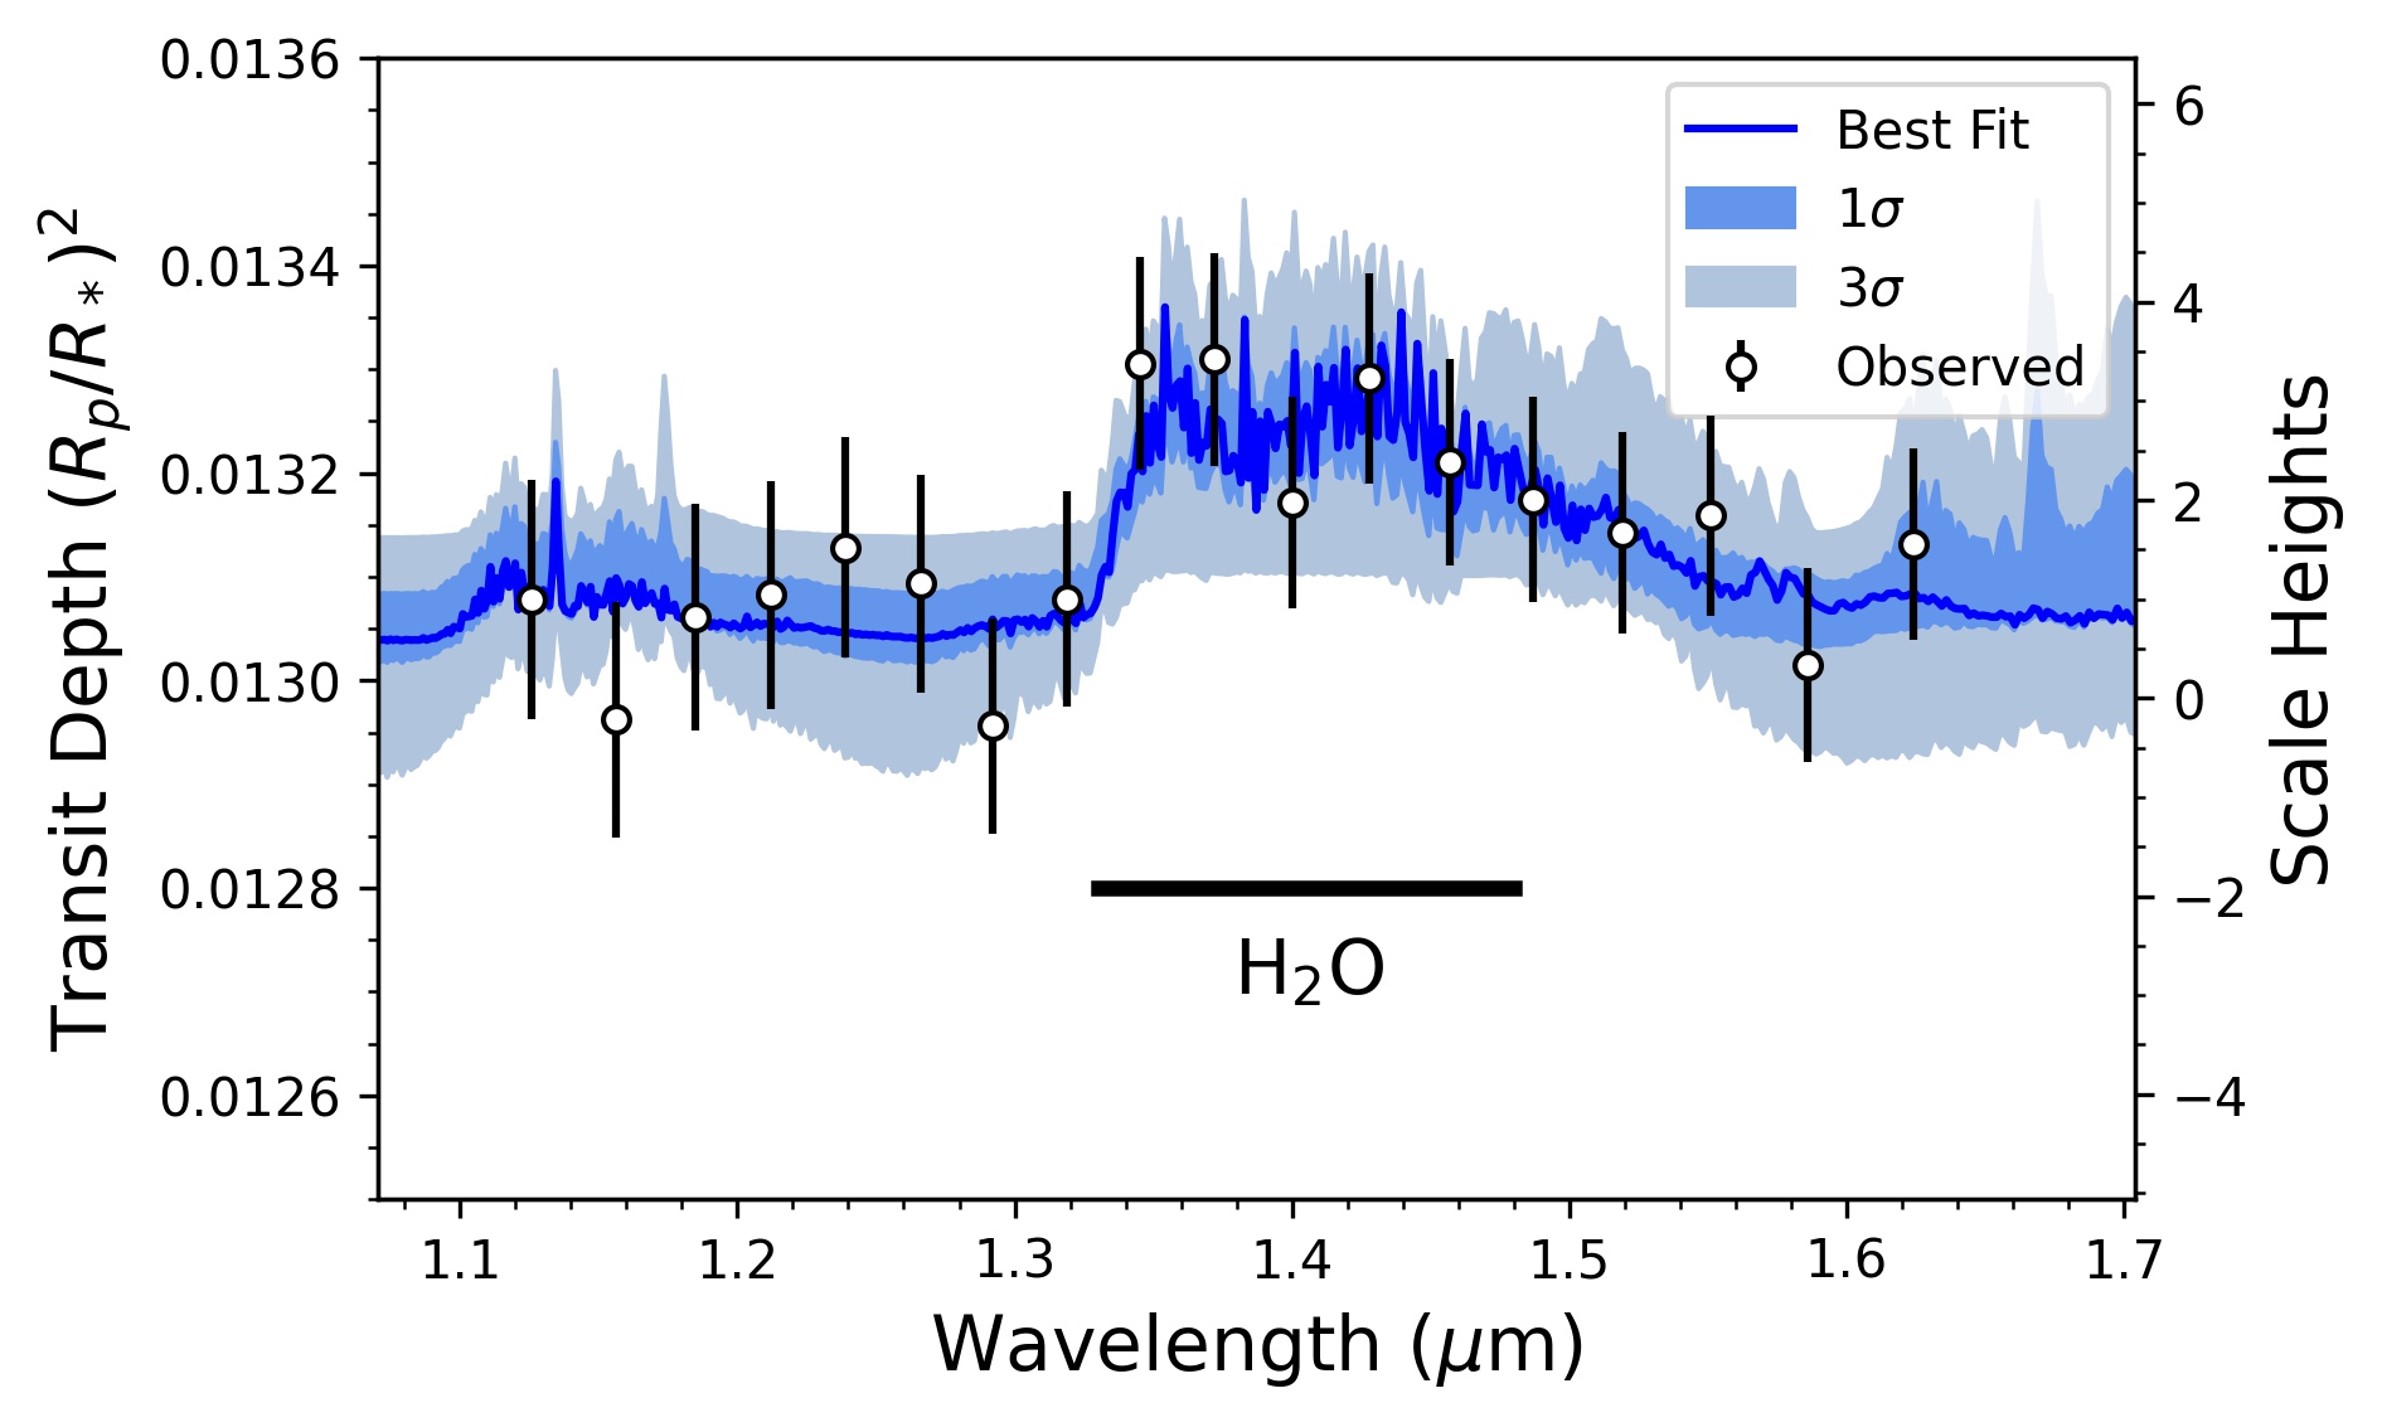 Transit Depth (Rₚ/R∗)²
0.0136
0.0134
0.0132
0.0130
0.0128
0.0126
Best Fit
1σ
3σ
Observed
H₂O
6
4
2
0
−2
−4
Scale Heights
1.1 1.2 1.3 1.4 1.5 1.6 1.7
Wavelength (μm)